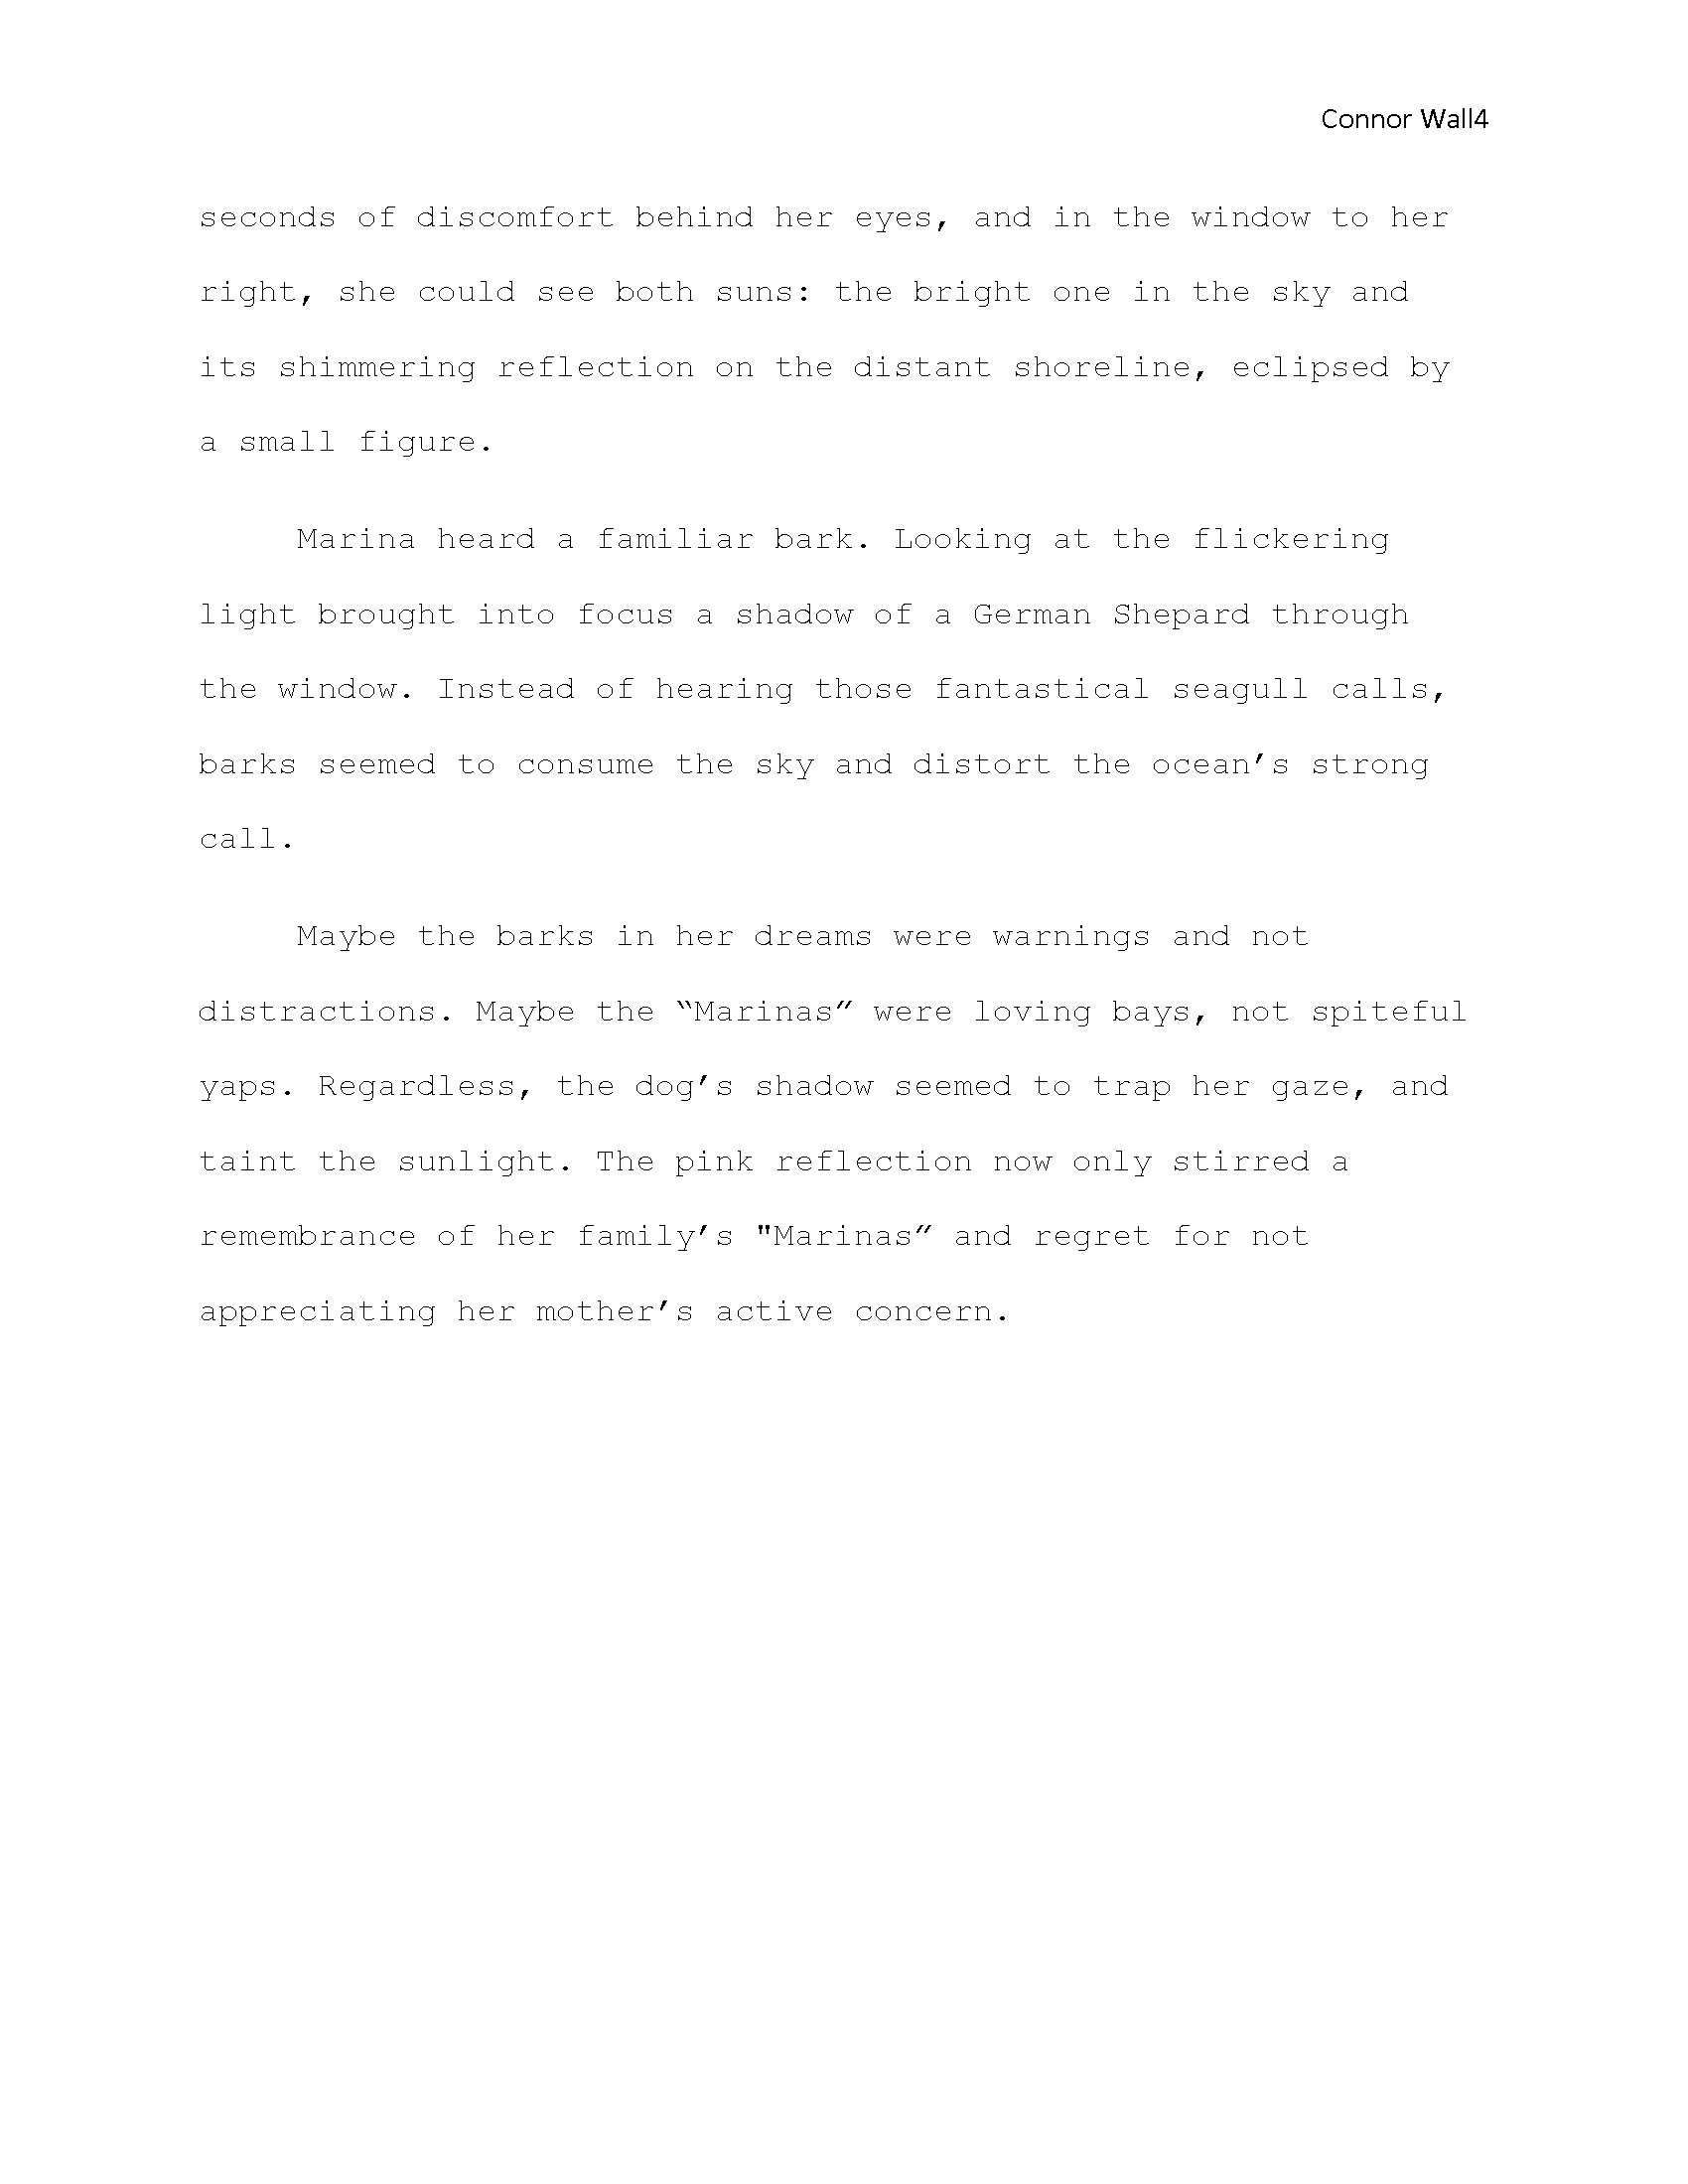 Connor Wall4
seconds of discomfort behind her eyes, and in the window to her
right, she could see both suns: the bright one in the sky and
its shimmering reflection on the distant shoreline, eclipsed by
a small figure.
Marina heard a familiar bark. Looking at the flickering
light brought into focus a shadow of a German Shepard through
the window. Instead of hearing those fantastical seagull calls,
barks seemed to consume the sky and distort the ocean’s strong
call.
Maybe the barks in her dreams were warnings and not
distractions. Maybe the “Marinas” were loving bays, not spiteful
yaps. Regardless, the dog’s shadow seemed to trap her gaze, and
taint the sunlight. The pink reflection now only stirred a
remembrance of her family’s "Marinas” and regret for not
appreciating her mother’s active concern.